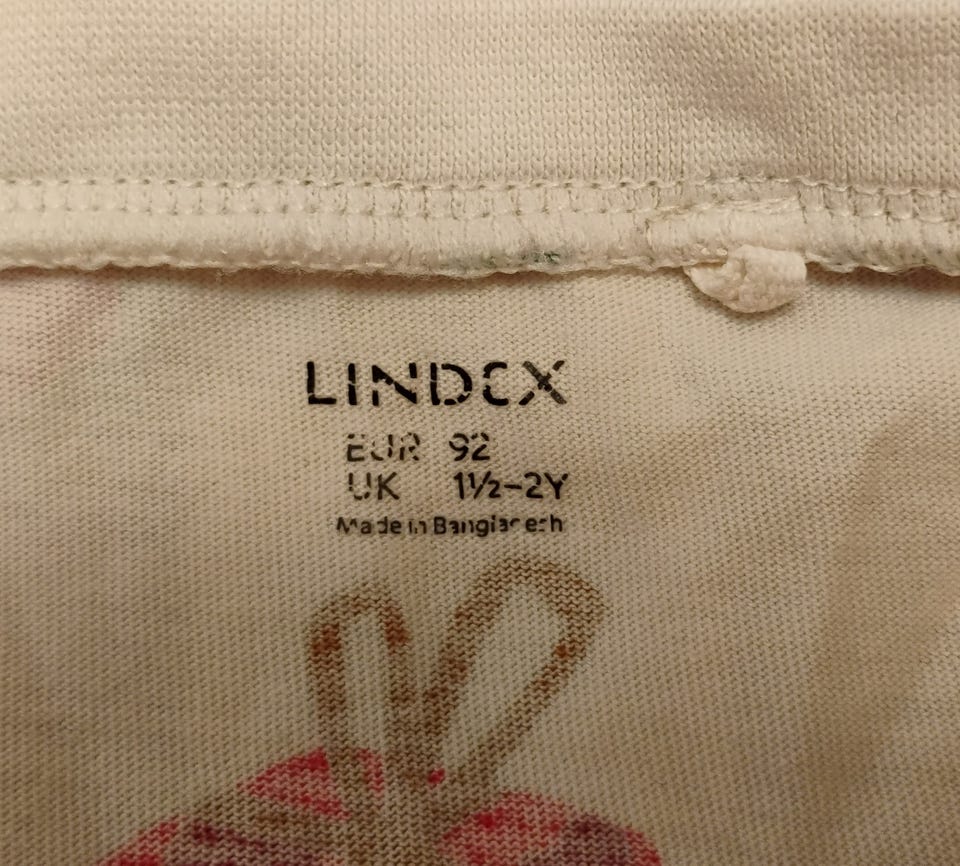 LINDEX
EUR 92
UK 1½-2Y
Made in Bangladesh